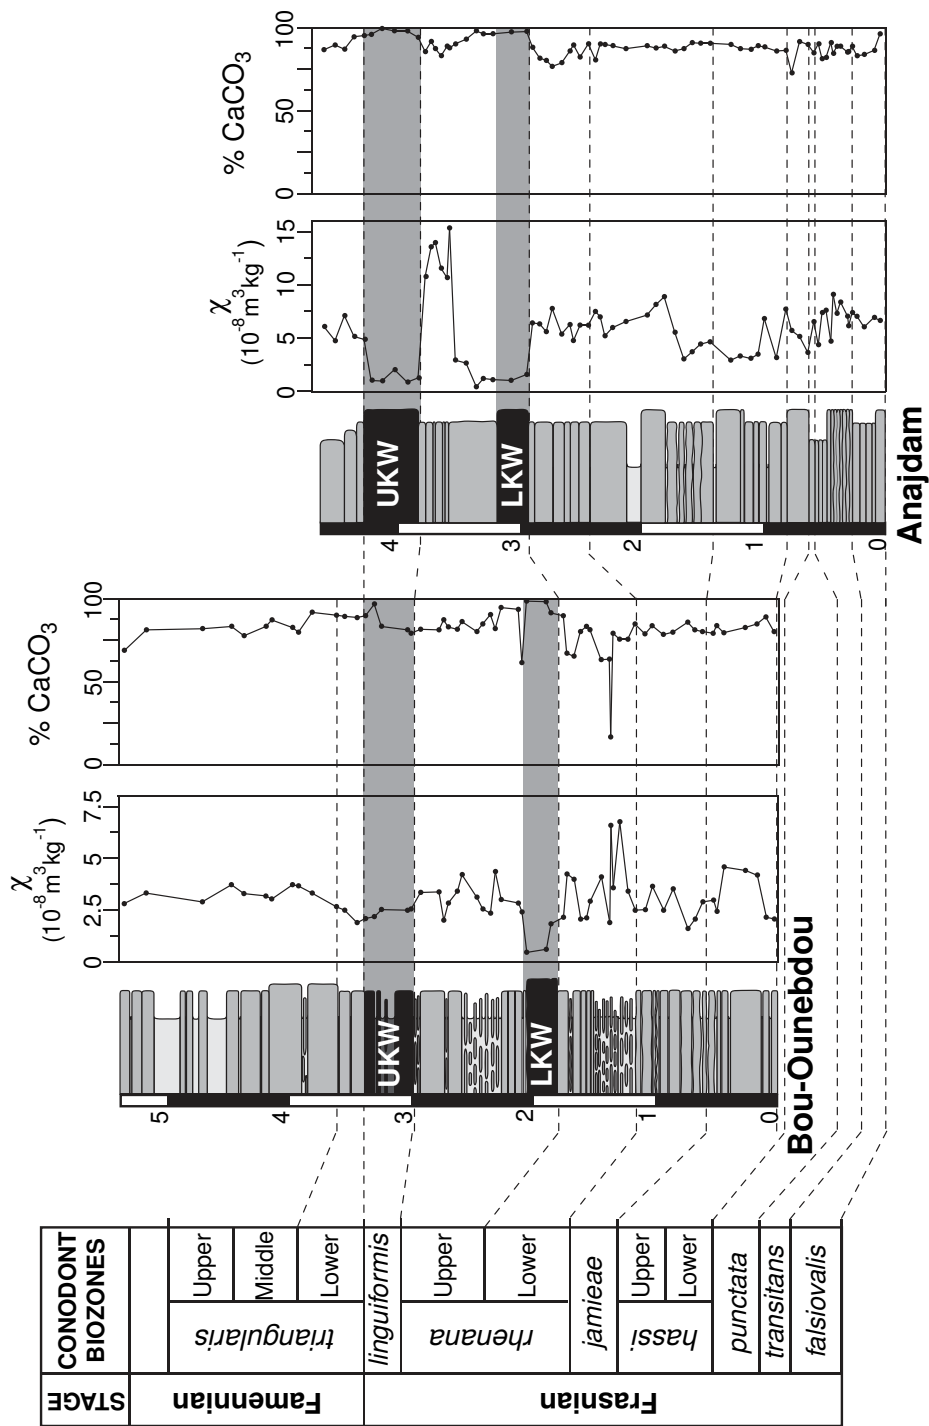 STAGE
CONODONT
BIOZONES
Famennian
Frasnian
triangularis
Upper
Middle
Lower
linguiformis
rhenana
Upper
Lower
jamieae
hassi
Upper
Lower
punctata
transitans
falsiovalis
5
4
3
2
1
0
UKW
LKW
Bou-Ounebdou
χ
(10⁻⁸m³kg⁻¹)
0
2.5
5
7.5
% CaCO₃
0
50
100
4
3
2
1
0
UKW
LKW
Anajdam
χ
(10⁻⁸m³kg⁻¹)
0
5
10
15
% CaCO₃
0
50
100